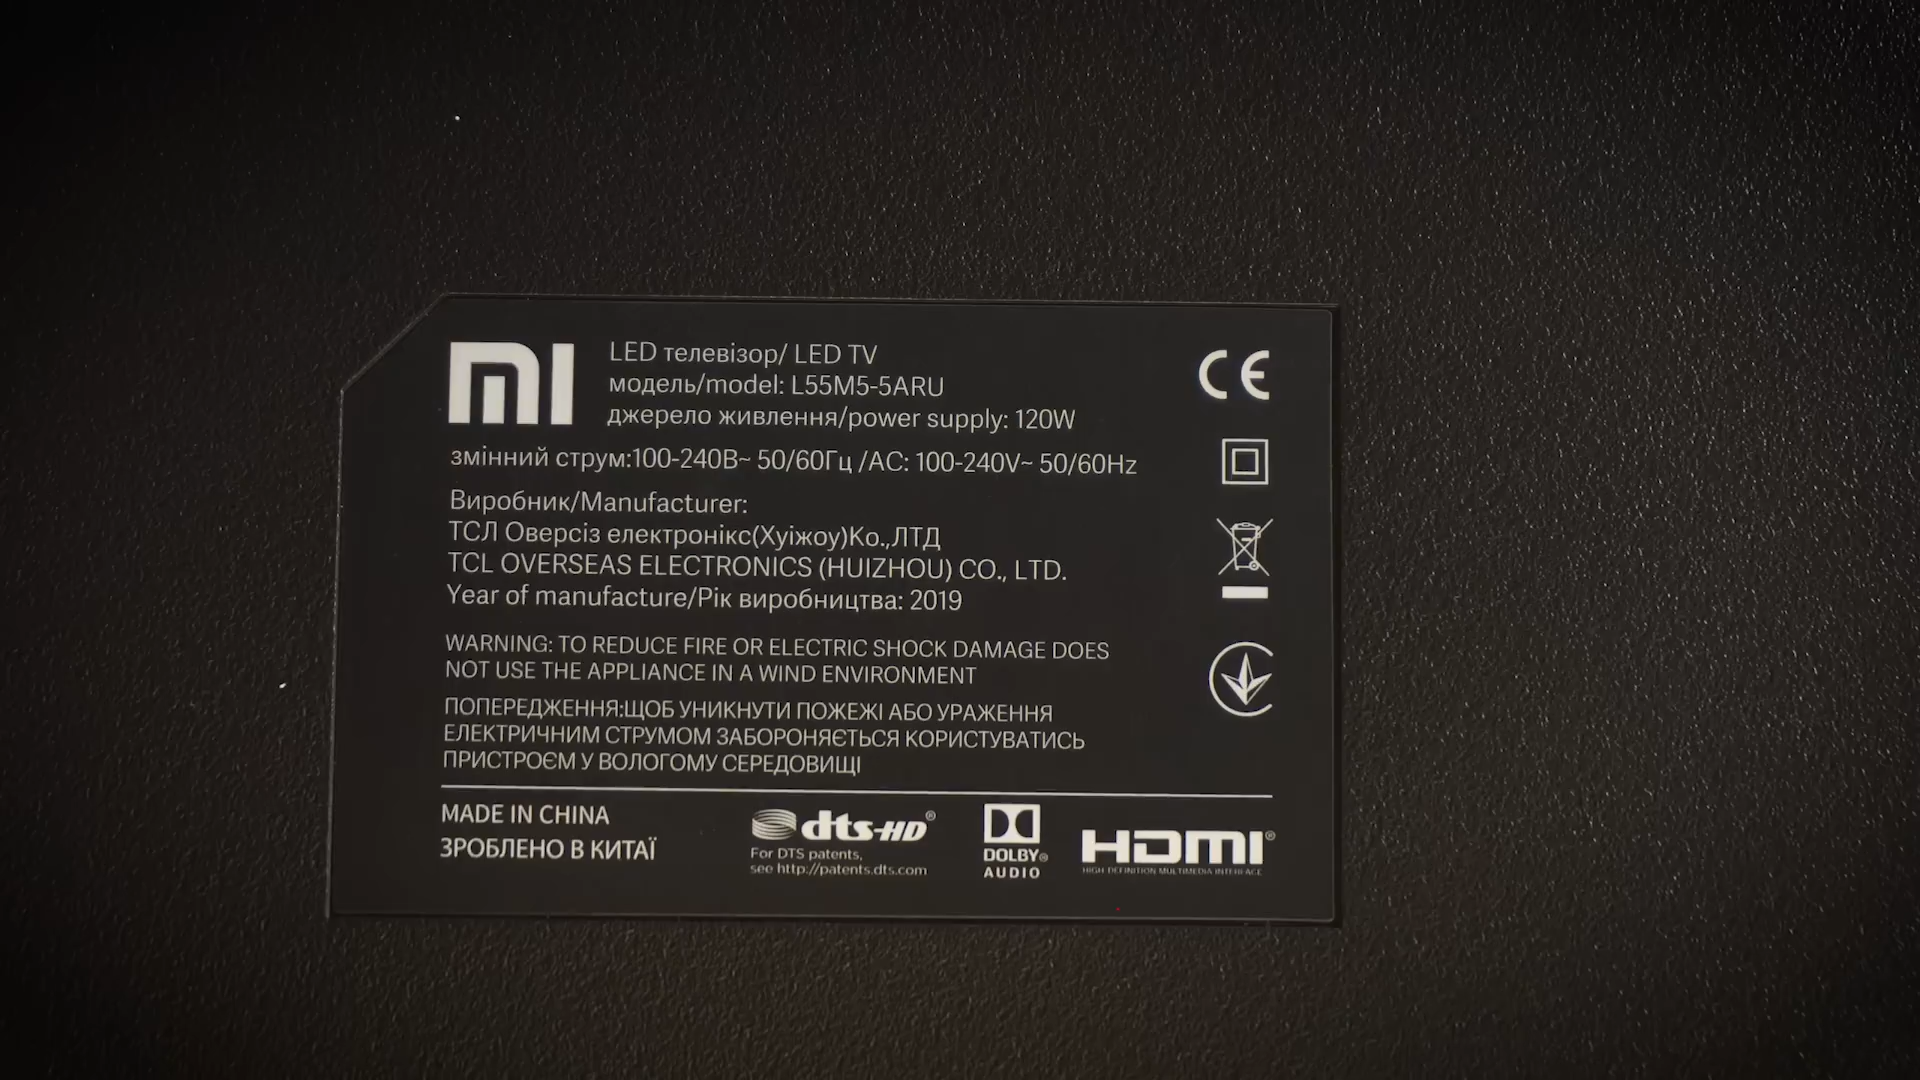 mi
LED телевізор/ LED TV
модель/model: L55M5-5ARU
джерело живлення/power supply: 120W
змінний струм:100-240В~ 50/60Гц /AC: 100-240V~ 50/60Hz
Виробник/Manufacturer:
ТСЛ Оверсіз електронікс(Хуіжоу)Ко.,ЛТД
TCL OVERSEAS ELECTRONICS (HUIZHOU) CO., LTD.
Year of manufacture/Рік виробництва: 2019
WARNING: TO REDUCE FIRE OR ELECTRIC SHOCK DAMAGE DOES
NOT USE THE APPLIANCE IN A WIND ENVIRONMENT
ПОПЕРЕДЖЕННЯ:ЩОБ УНИКНУТИ ПОЖЕЖІ АБО УРАЖЕННЯ
ЕЛЕКТРИЧНИМ СТРУМОМ ЗАБОРОНЯЄТЬСЯ КОРИСТУВАТИСЬ
ПРИСТРОЄМ У ВОЛОГОМУ СЕРЕДОВИЩІ
CE
MADE IN CHINA
ЗРОБЛЕНО В КИТАЇ
dts-HD®
For DTS patents,
see http://patents.dts.com
DOLBY®
AUDIO
HDMI®
HIGH DEFINITION MULTIMEDIA INTERFACE